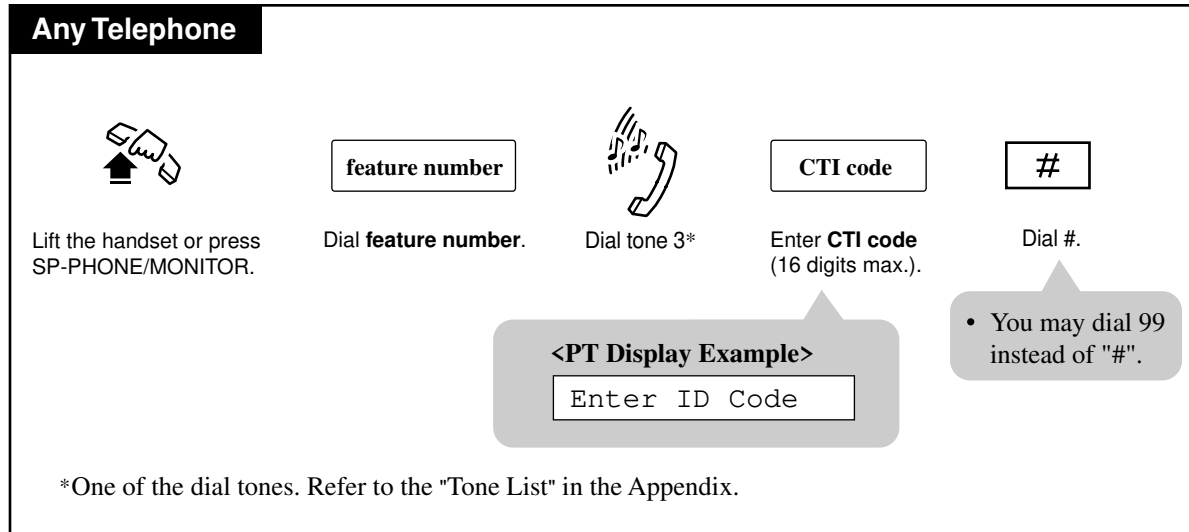 Any Telephone
feature number
CTI code
#
Lift the handset or press
SP-PHONE/MONITOR.
Dial feature number.
Dial tone 3*
Enter CTI code
(16 digits max.).
Dial #.
• You may dial 99
instead of "#".
<PT Display Example>
Enter ID Code
*One of the dial tones. Refer to the "Tone List" in the Appendix.